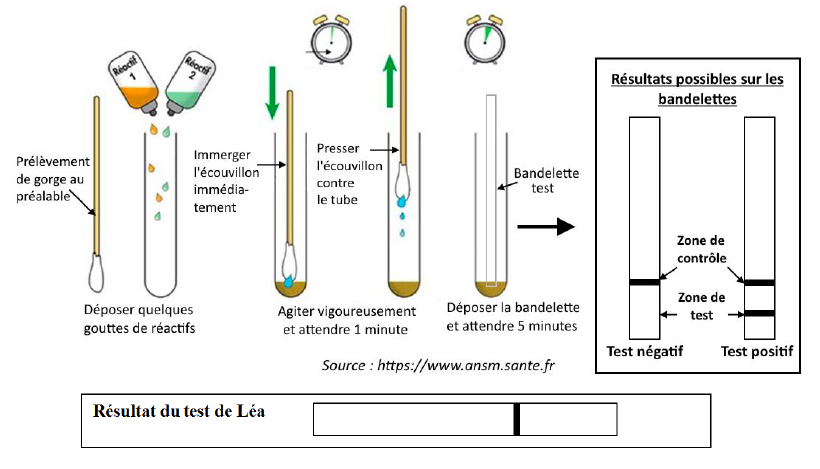 Réactif
1
Réactif
2
Prélèvement
de gorge au
préalable
Immerger
l'écouvillon
immédia-
tement
Presser
l'écouvillon
contre
le tube
Bandelette
test
Déposer quelques
gouttes de réactifs
Agiter vigoureusement
et attendre 1 minute
Déposer la bandelette
et attendre 5 minutes
Résultats possibles sur les
bandelettes
Zone de
contrôle
Zone de
test
Test négatif
Test positif
Source : https://www.ansm.sante.fr
Résultat du test de Léa